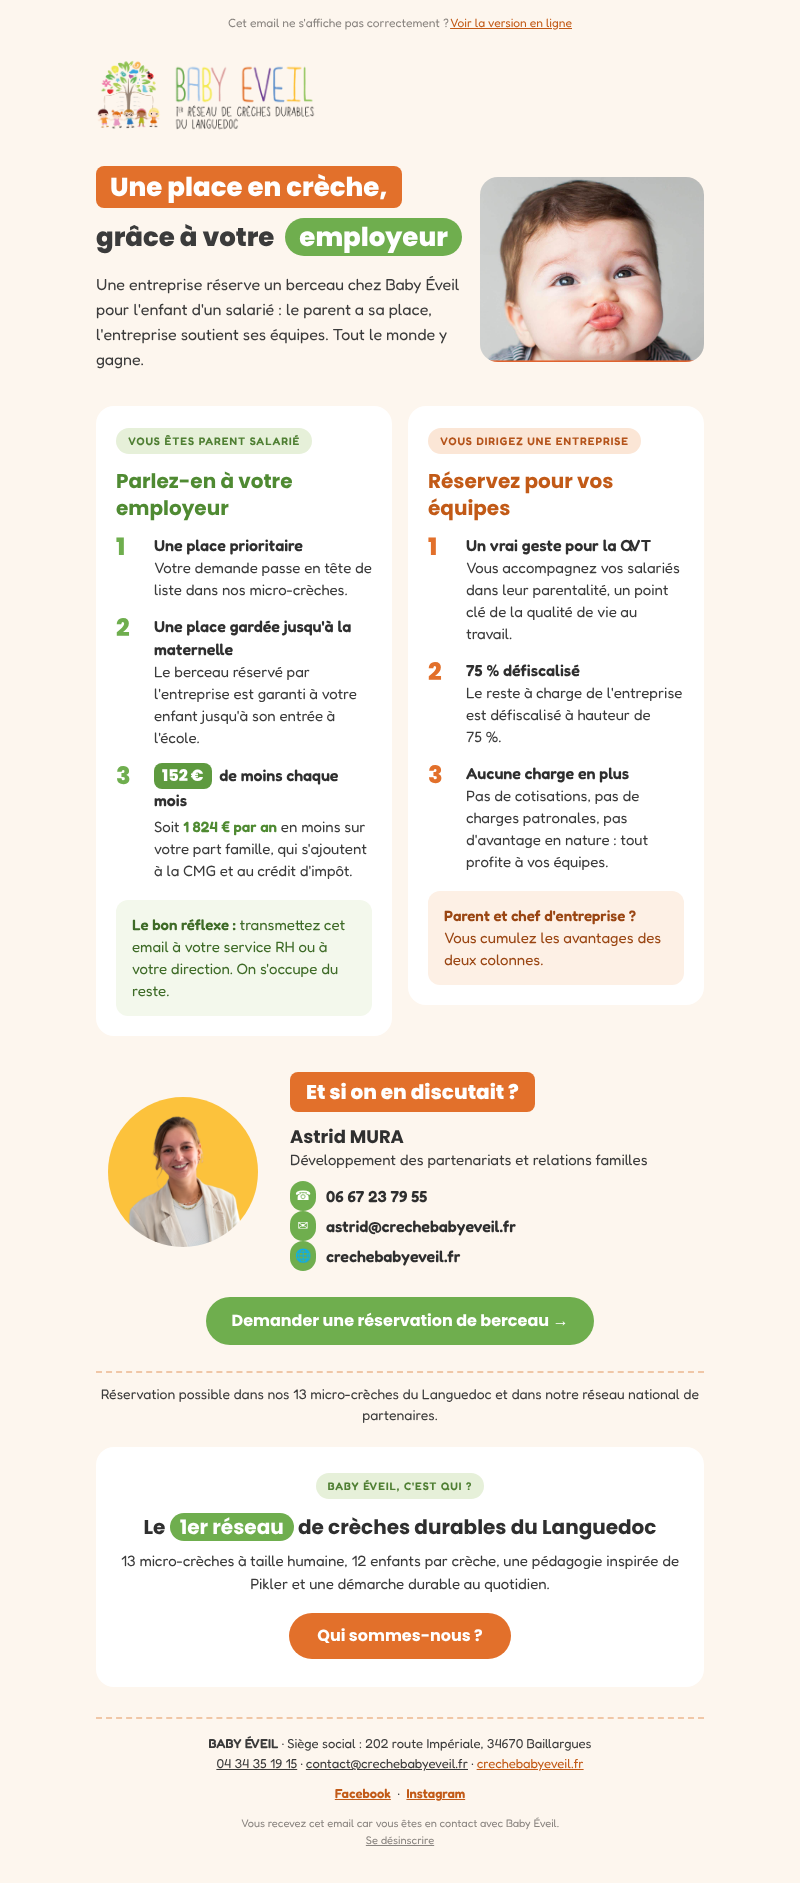 Cet email ne s'affiche pas correctement ? Voir la version en ligne
BABY EVEIL
1er RÉSEAU DE CRÈCHES DURABLES
DU LANGUEDOC
Une place en crèche,
grâce à votre employeur
Une entreprise réserve un berceau chez Baby Éveil
pour l'enfant d'un salarié : le parent a sa place,
l'entreprise soutient ses équipes. Tout le monde y
gagne.
VOUS ÊTES PARENT SALARIÉ
Parlez-en à votre
employeur
1 Une place prioritaire
Votre demande passe en tête de
liste dans nos micro-crèches.
2 Une place gardée jusqu'à la
maternelle
Le berceau réservé par
l'entreprise est garanti à votre
enfant jusqu'à son entrée à
l'école.
3 152 € de moins chaque
mois
Soit 1 824 € par an en moins sur
votre part famille, qui s'ajoutent
à la CMG et au crédit d'impôt.
Le bon réflexe : transmettez cet
email à votre service RH ou à
votre direction. On s'occupe du
reste.
VOUS DIRIGEZ UNE ENTREPRISE
Réservez pour vos
équipes
1 Un vrai geste pour la QVT
Vous accompagnez vos salariés
dans leur parentalité, un point
clé de la qualité de vie au
travail.
2 75 % défiscalisé
Le reste à charge de l'entreprise
est défiscalisé à hauteur de
75 %.
3 Aucune charge en plus
Pas de cotisations, pas de
charges patronales, pas
d'avantage en nature : tout
profite à vos équipes.
Parent et chef d'entreprise ?
Vous cumulez les avantages des
deux colonnes.
Et si on en discutait ?
Astrid MURA
Développement des partenariats et relations familles
06 67 23 79 55
astrid@crechebabyeveil.fr
crechebabyeveil.fr
Demander une réservation de berceau →
Réservation possible dans nos 13 micro-crèches du Languedoc et dans notre réseau national de
partenaires.
BABY ÉVEIL, C'EST QUI ?
Le 1er réseau de crèches durables du Languedoc
13 micro-crèches à taille humaine, 12 enfants par crèche, une pédagogie inspirée de
Pikler et une démarche durable au quotidien.
Qui sommes-nous ?
BABY ÉVEIL · Siège social : 202 route Impériale, 34670 Baillargues
04 34 35 19 15 · contact@crechebabyeveil.fr · crechebabyeveil.fr
Facebook · Instagram
Vous recevez cet email car vous êtes en contact avec Baby Éveil.
Se désinscrire